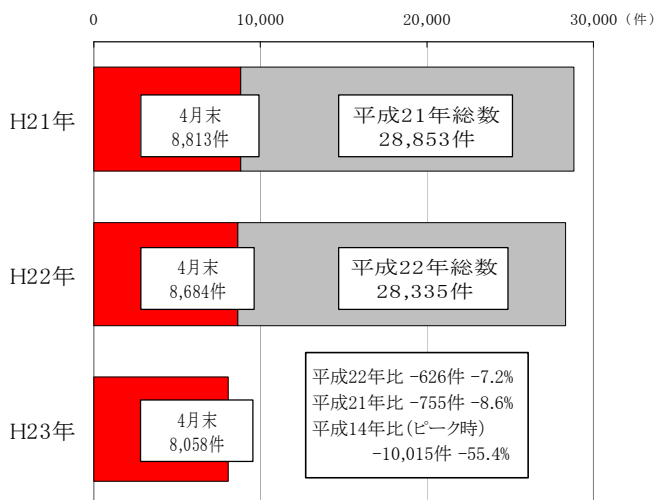 0 10,000 20,000 30,000 (件)
H21年
4月末
8,813件
平成21年総数
28,853件
H22年
4月末
8,684件
平成22年総数
28,335件
H23年
4月末
8,058件
平成22年比 -626件 -7.2%
平成21年比 -755件 -8.6%
平成14年比(ピーク時)
-10,015件 -55.4%